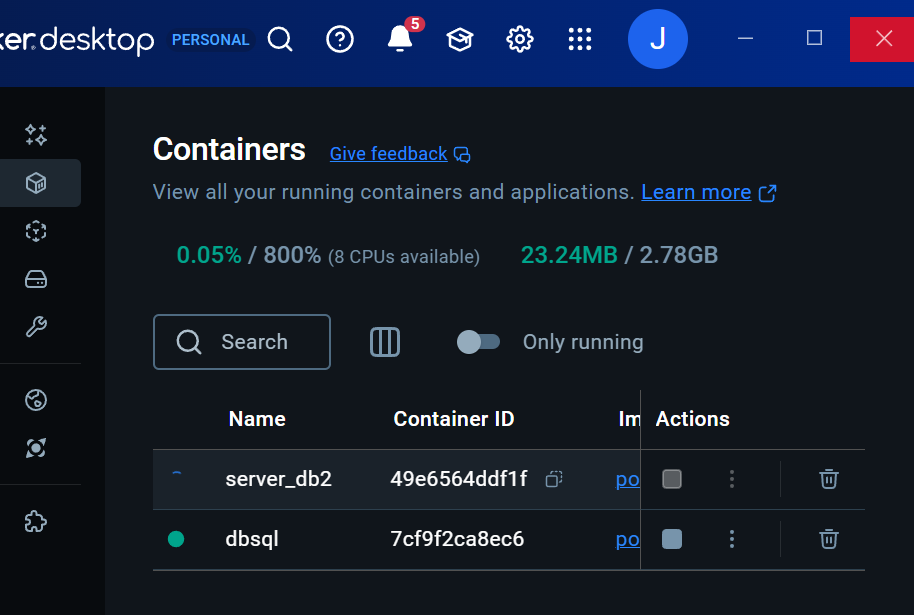 ker.desktop PERSONAL 5 J
Containers Give feedback
View all your running containers and applications. Learn more
0.05% / 800% (8 CPUs available) 23.24MB / 2.78GB
Search Only running
Name Container ID Im Actions
server_db2 49e6564ddf1f po
dbsql 7cf9f2ca8ec6 po